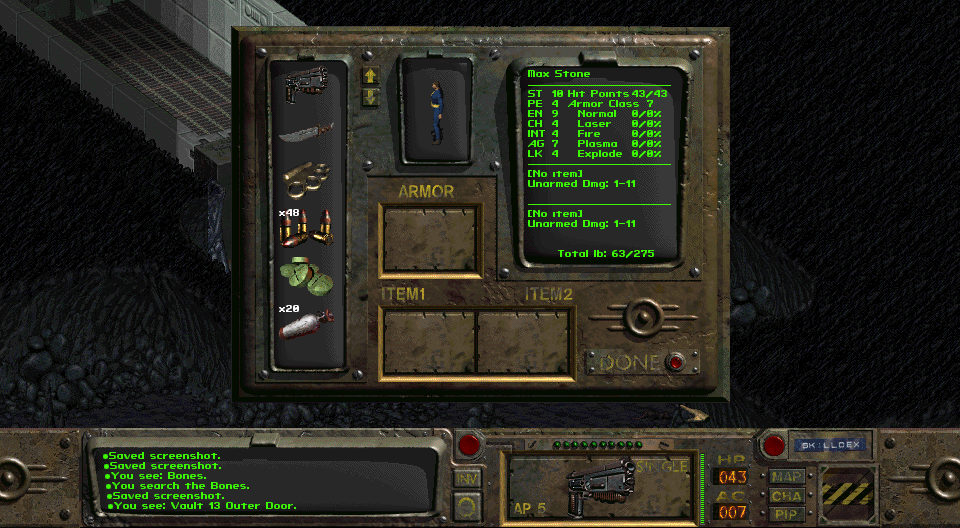 Max Stone
ST 10 Hit Points 43/43
PE 4 Armor Class 7
EN 9 Normal 0/0%
CH 4 Laser 0/0%
INT 4 Fire 0/0%
AG 7 Plasma 0/0%
LK 4 Explode 0/0%
[No item]
Unarmed Dmg: 1-11
[No item]
Unarmed Dmg: 1-11
Total lb: 63/275
ARMOR
x48
x20
ITEM1 ITEM2
DONE
Saved screenshot.
Saved screenshot.
You see: Bones.
You search the Bones.
Saved screenshot.
You see: Vault 13 Outer Door.
INV
SINGLE
AP 5
HP
043
AC
007
SKILLDEX
MAP
CHA
PIP